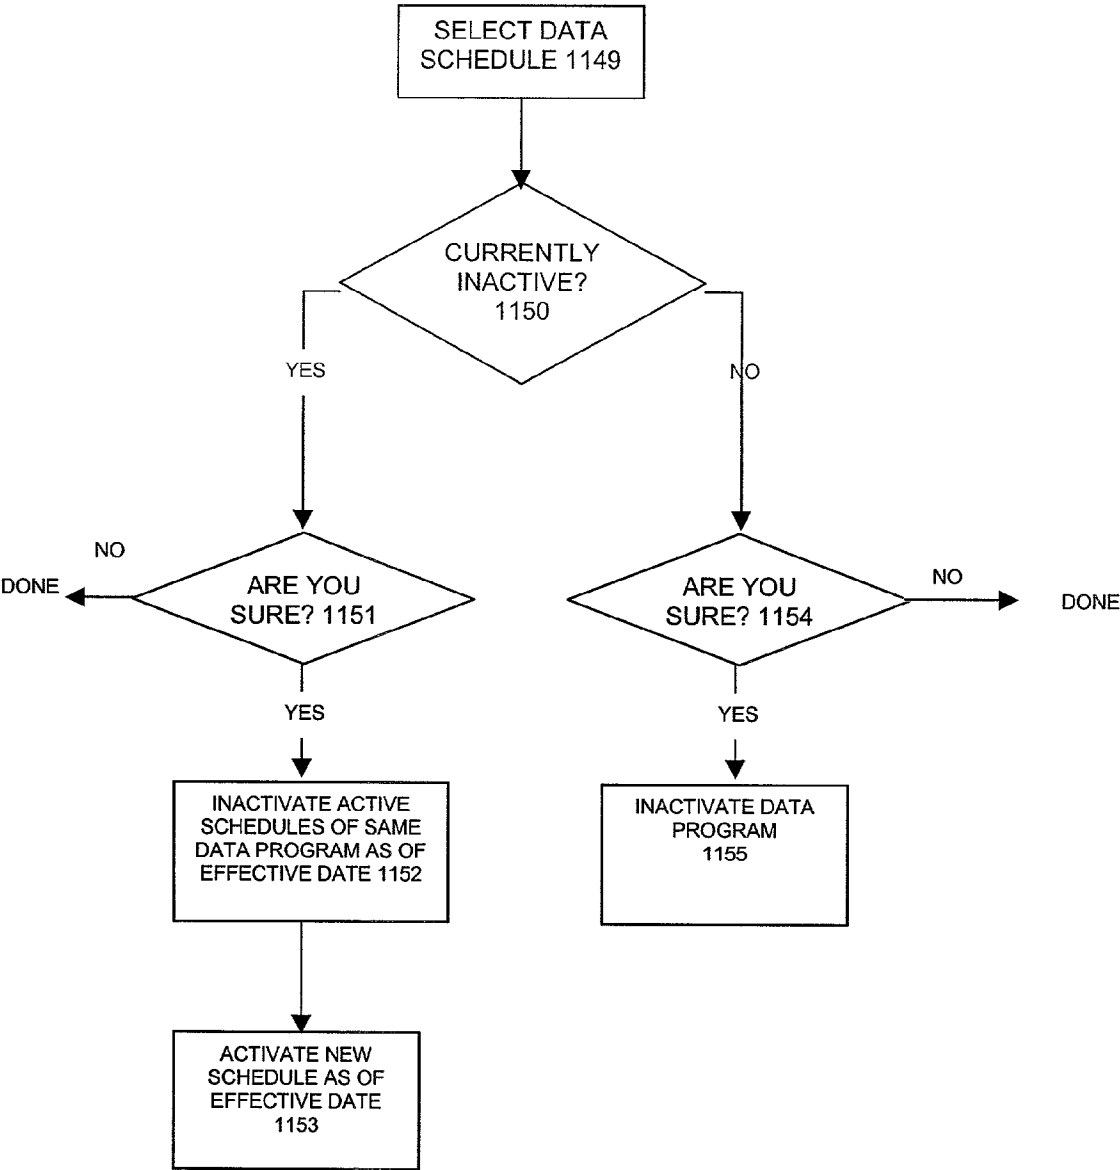 SELECT DATA
SCHEDULE 1149
CURRENTLY
INACTIVE?
1150
YES
NO
NO
DONE
ARE YOU
SURE? 1151
ARE YOU
SURE? 1154
NO
DONE
YES
YES
INACTIVATE ACTIVE
SCHEDULES OF SAME
DATA PROGRAM AS OF
EFFECTIVE DATE 1152
INACTIVATE DATA
PROGRAM
1155
ACTIVATE NEW
SCHEDULE AS OF
EFFECTIVE DATE
1153